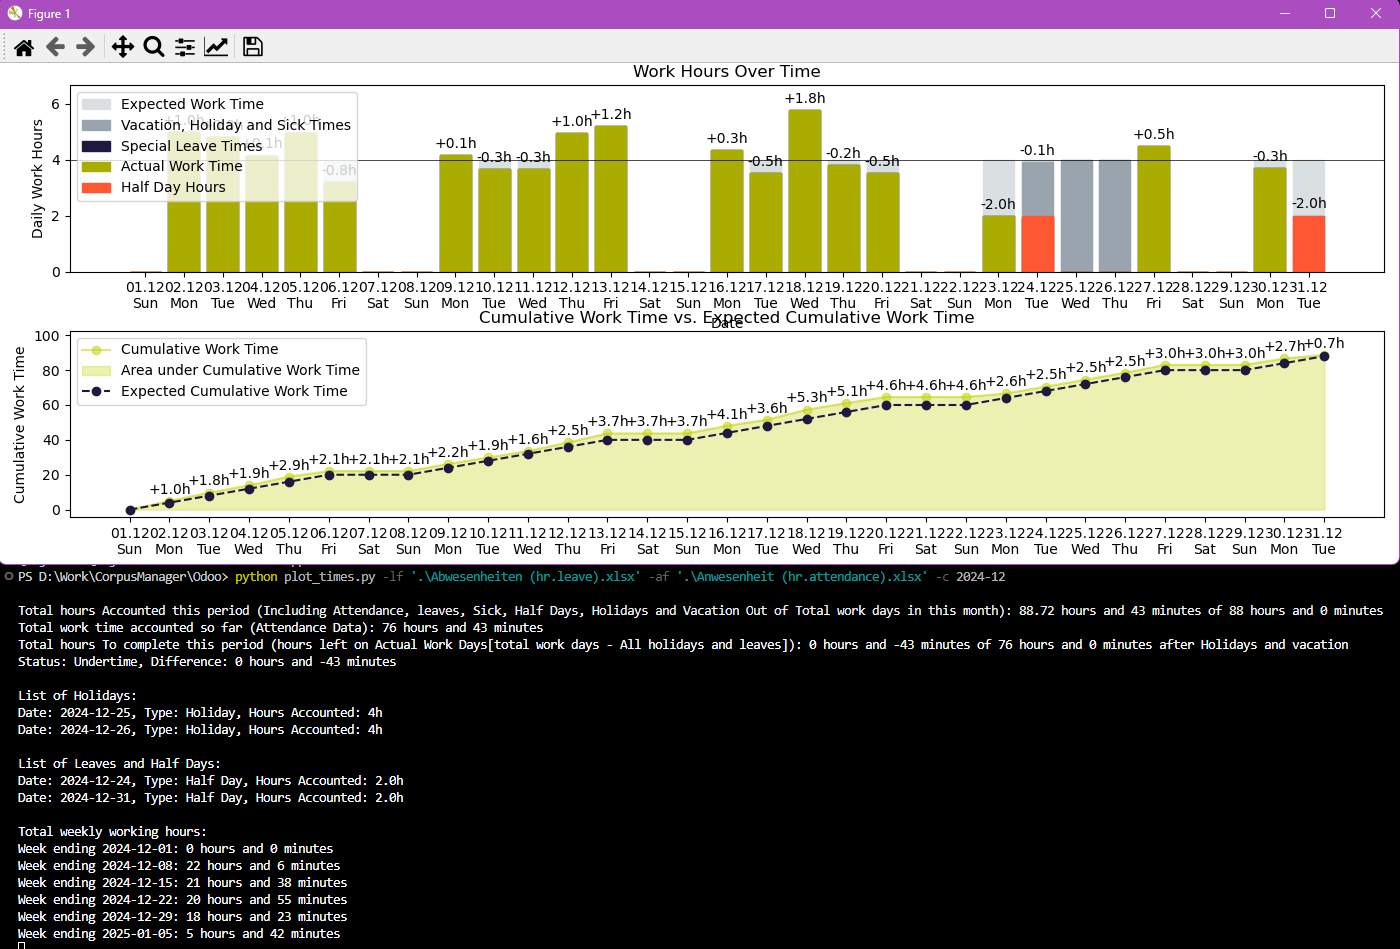 Figure 1
Work Hours Over Time
Daily Work Hours
6
4
2
0
Expected Work Time
Vacation, Holiday and Sick Times
Special Leave Times
Actual Work Time
Half Day Hours
-0.8h
+0.1h
-0.3h
-0.3h
+1.0h
+1.2h
+0.3h
-0.5h
+1.8h
-0.2h
-0.5h
-2.0h
-0.1h
+0.5h
-0.3h
-2.0h
01.12 02.12 03.12 04.12 05.12 06.12 07.12 08.12 09.12 10.12 11.12 12.12 13.12 14.12 15.12 16.12 17.12 18.12 19.12 20.12 21.12 22.12 23.12 24.12 25.12 26.12 27.12 28.12 29.12 30.12 31.12
Sun Mon Tue Wed Thu Fri Sat Sun Mon Tue Wed Thu Fri Sat Sun Mon Tue Wed Thu Fri Sat Sun Mon Tue Wed Thu Fri Sat Sun Mon Tue
Date
Cumulative Work Time vs. Expected Cumulative Work Time
Cumulative Work Time
100
80
60
40
20
0
Cumulative Work Time
Area under Cumulative Work Time
Expected Cumulative Work Time
+1.0h +1.8h +1.9h +2.9h +2.1h +2.1h +2.1h +2.2h +1.9h +1.6h +2.5h +3.7h +3.7h +3.7h +4.1h +3.6h +5.3h +5.1h +4.6h +4.6h +4.6h +2.6h +2.5h +2.5h +2.5h +3.0h +3.0h +3.0h +2.7h +0.7h
01.12 02.12 03.12 04.12 05.12 06.12 07.12 08.12 09.12 10.12 11.12 12.12 13.12 14.12 15.12 16.12 17.12 18.12 19.12 20.12 21.12 22.12 23.12 24.12 25.12 26.12 27.12 28.12 29.12 30.12 31.12
Sun Mon Tue Wed Thu Fri Sat Sun Mon Tue Wed Thu Fri Sat Sun Mon Tue Wed Thu Fri Sat Sun Mon Tue Wed Thu Fri Sat Sun Mon Tue
PS D:\Work\CorpusManager\Odoo> python plot_times.py -lf '.\Abwesenheiten (hr.leave).xlsx' -af '.\Anwesenheit (hr.attendance).xlsx' -c 2024-12
Total hours Accounted this period (Including Attendance, leaves, Sick, Half Days, Holidays and Vacation Out of Total work days in this month): 88.72 hours and 43 minutes of 88 hours and 0 minutes
Total work time accounted so far (Attendance Data): 76 hours and 43 minutes
Total hours To complete this period (hours left on Actual Work Days[total work days - All holidays and leaves]): 0 hours and -43 minutes of 76 hours and 0 minutes after Holidays and vacation
Status: Undertime, Difference: 0 hours and -43 minutes
List of Holidays:
Date: 2024-12-25, Type: Holiday, Hours Accounted: 4h
Date: 2024-12-26, Type: Holiday, Hours Accounted: 4h
List of Leaves and Half Days:
Date: 2024-12-24, Type: Half Day, Hours Accounted: 2.0h
Date: 2024-12-31, Type: Half Day, Hours Accounted: 2.0h
Total weekly working hours:
Week ending 2024-12-01: 0 hours and 0 minutes
Week ending 2024-12-08: 22 hours and 6 minutes
Week ending 2024-12-15: 21 hours and 38 minutes
Week ending 2024-12-22: 20 hours and 55 minutes
Week ending 2024-12-29: 18 hours and 23 minutes
Week ending 2025-01-05: 5 hours and 42 minutes